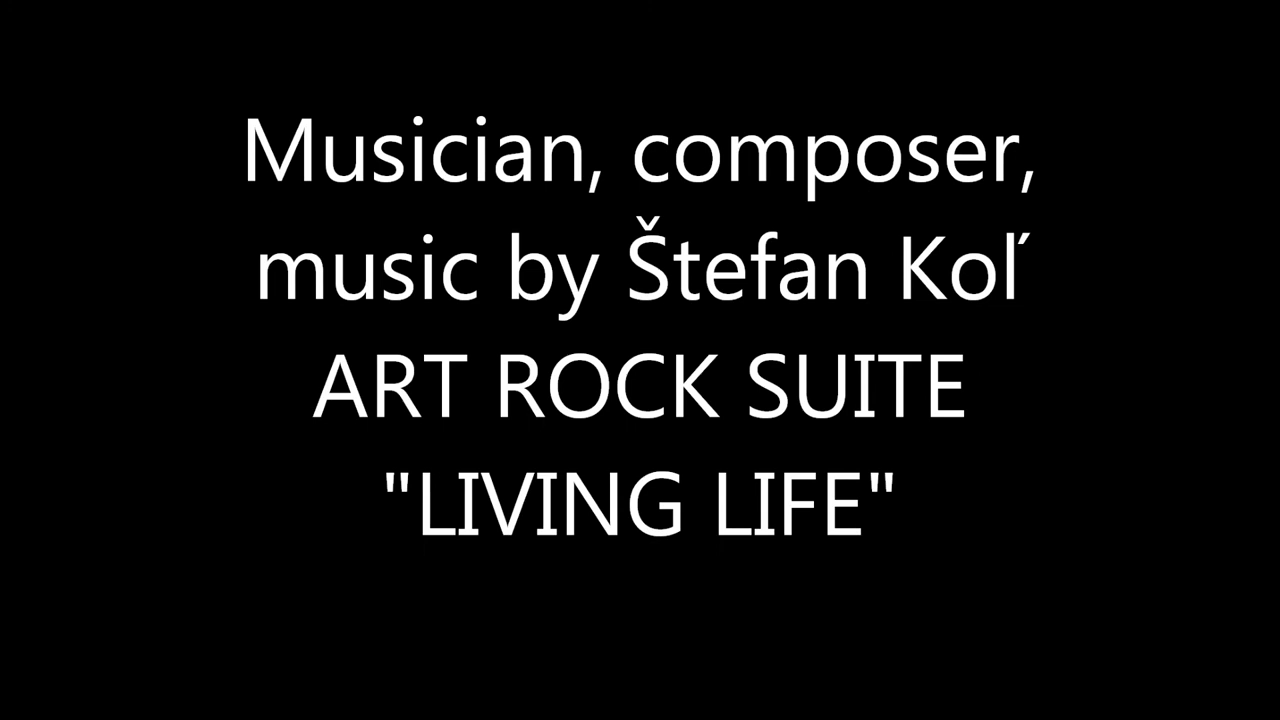 Musician, composer,
music by Štefan Koľ
ART ROCK SUITE
"LIVING LIFE"